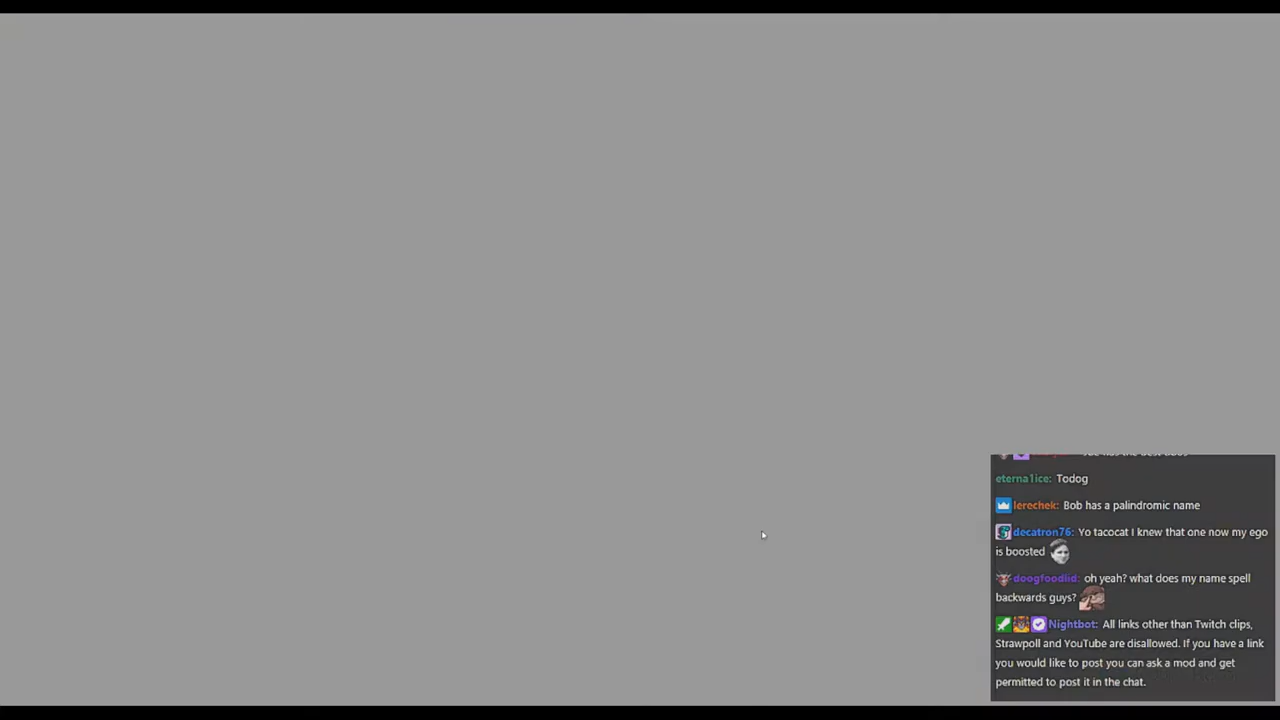 eterna1ice: Todog
lerechek: Bob has a palindromic name
decatron76: Yo tacocat I knew that one now my ego
is boosted
doogfoodlid: oh yeah? what does my name spell
backwards guys?
Nightbot: All links other than Twitch clips,
Strawpoll and YouTube are disallowed. If you have a link
you would like to post you can ask a mod and get
permitted to post it in the chat.